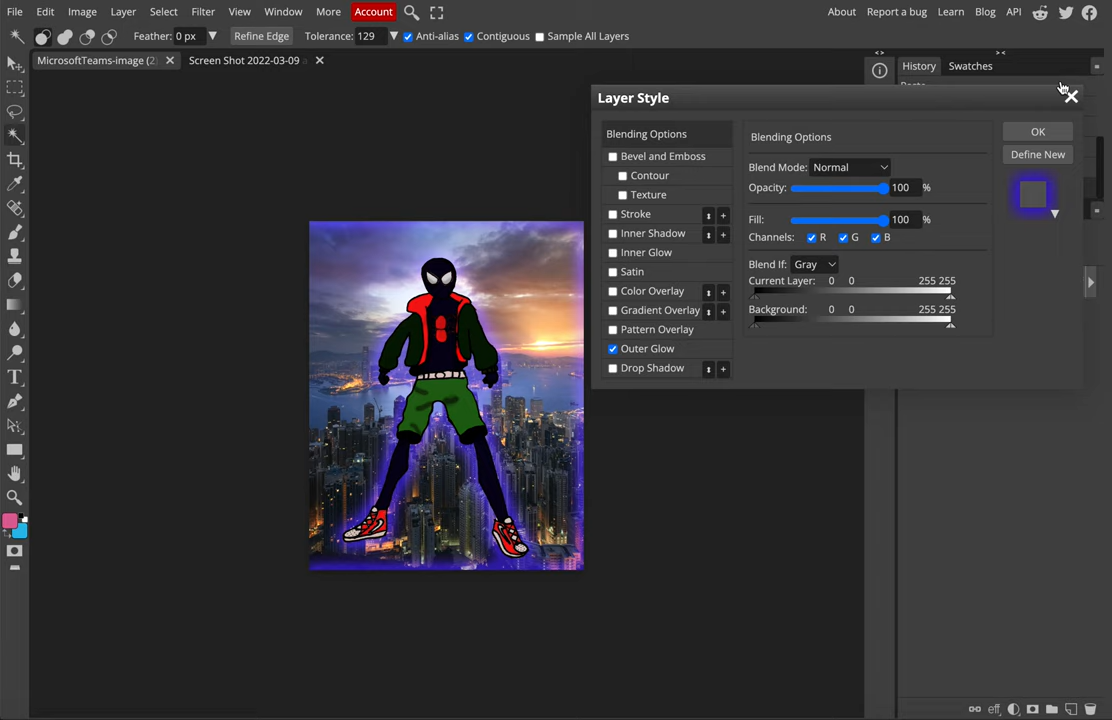 File Edit Image Layer Select Filter View Window More Account About Report a bug Learn Blog API
Feather: 0 px Refine Edge Tolerance: 129 Anti-alias Contiguous Sample All Layers
MicrosoftTeams-image (2) Screen Shot 2022-03-09 History Swatches
Layer Style
Blending Options
Bevel and Emboss
Contour
Texture
Stroke
Inner Shadow
Inner Glow
Satin
Color Overlay
Gradient Overlay
Pattern Overlay
Outer Glow
Drop Shadow
Blending Options
Blend Mode: Normal
Opacity: 100 %
Fill: 100 %
Channels: R G B
Blend If: Gray
Current Layer: 0 0 255 255
Background: 0 0 255 255
OK
Define New
eff